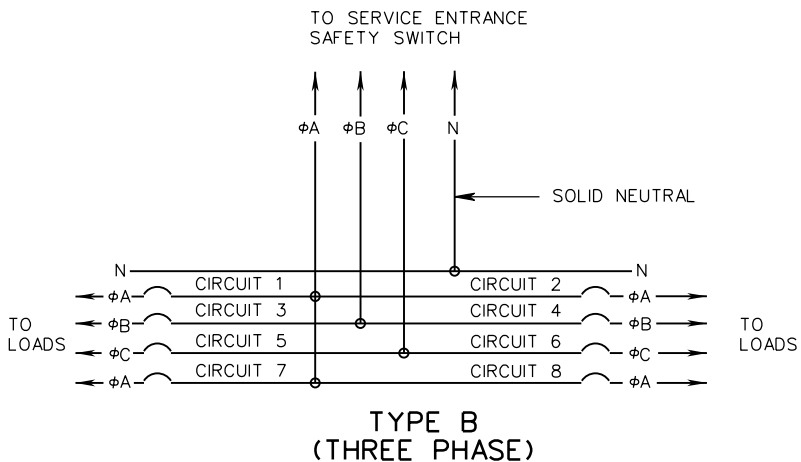 TO SERVICE ENTRANCE
SAFETY SWITCH
ϕA ϕB ϕC N
SOLID NEUTRAL
N N
CIRCUIT 1 CIRCUIT 2
ϕA ϕA
CIRCUIT 3 CIRCUIT 4
ϕB ϕB
TO LOADS
TO LOADS
CIRCUIT 5 CIRCUIT 6
ϕC ϕC
CIRCUIT 7 CIRCUIT 8
ϕA ϕA
TYPE B
(THREE PHASE)